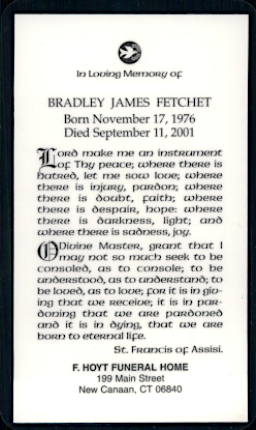 In Loving Memory of
BRADLEY JAMES FETCHET
Born November 17, 1976
Died September 11, 2001
Lord make me an instrument
of Thy peace; where there is
hatred, let me sow love; where
there is injury, pardon; where
there is doubt, faith; where
there is despair, hope: where
there is darkness, light; and
where there is sadness, joy.
O Divine Master, grant that I
may not so much seek to be
consoled, as to console; to be
understood, as to understand; to
be loved, as to love; for it is in giv-
ing that we receive; it is in par-
doning that we are pardoned
and it is in dying, that we are
born to eternal life.
St. Francis of Assisi.
F. HOYT FUNERAL HOME
199 Main Street
New Canaan, CT 06840